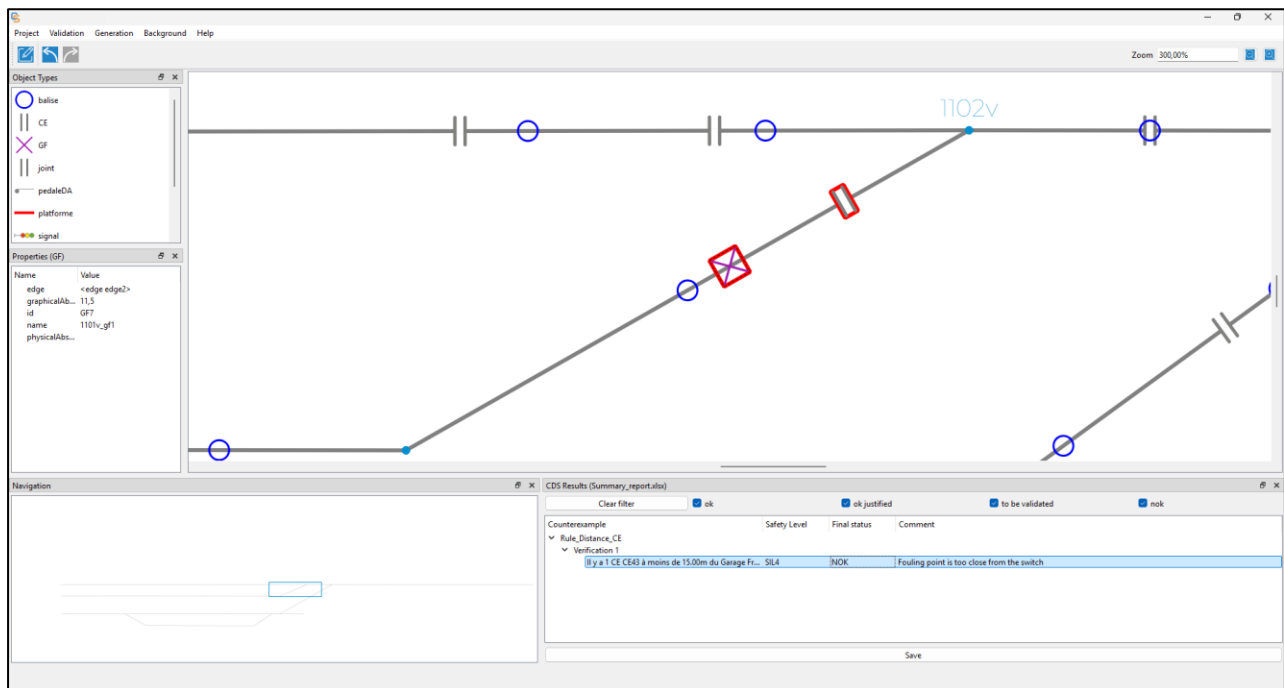 Project Validation Generation Background Help
Zoom 300,00%
Object Types
balise
CE
GF
joint
pedaleDA
platforme
signal
1102v
Properties (GF)
Name Value
edge <edge edge2>
graphicalAb... 11,5
id GF7
name 1101v_gf1
physicalAbs...
Navigation
CDS Results (Summary_report.xlsx)
Clear filter ok ok justified to be validated nok
Counterexample Safety Level Final status Comment
Rule_Distance_CE
Verification 1
Il y a 1 CE CE43 à moins de 15.00m du Garage Fr... SIL4 NOK Fouling point is too close from the switch
Save